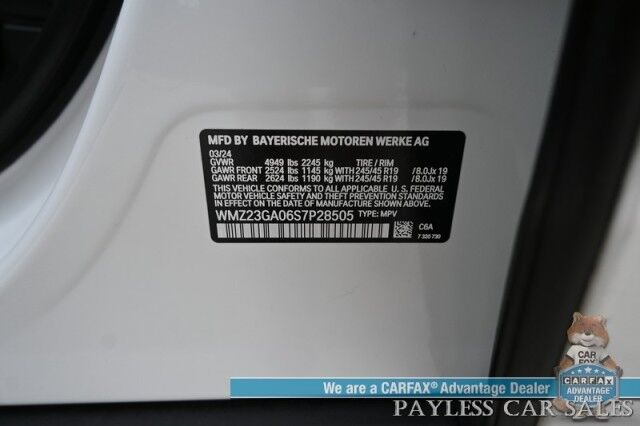 MFD BY BAYERISCHE MOTOREN WERKE AG
03/24
GVWR 4949 lbs 2245 kg TIRE / RIM
GAWR FRONT 2524 lbs 1145 kg WITH 245/45 R19 /8.0Jx 19
GAWR REAR 2624 lbs 1190 kg WITH 245/45 R19 /8.0Jx 19
THIS VEHICLE CONFORMS TO ALL APPLICABLE U. S. FEDERAL
MOTOR VEHICLE SAFETY, BUMPER, AND THEFT PREVENTION
STANDARDS IN EFFECT ON THE DATE OF MANUFACTURE SHOWN ABOVE.
WMZ23GA06S7P28505 TYPE: MPV
C6A
7 320 730
CAR
FOX
We are a CARFAX® Advantage Dealer
CARFAX
ADVANTAGE
DEALER
PAYLESS CAR SALES